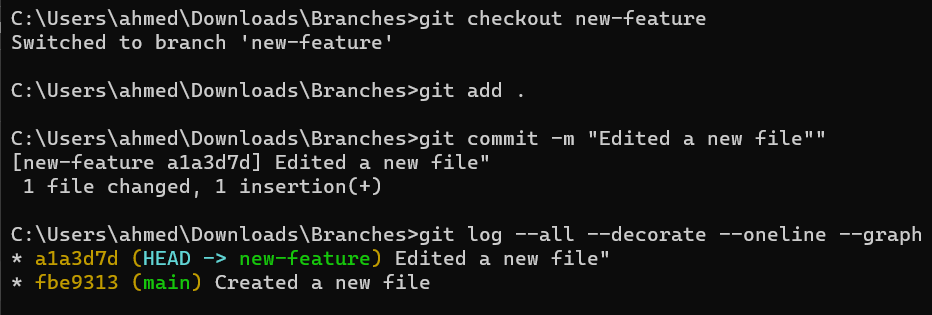 C:\Users\ahmed\Downloads\Branches>git checkout new-feature
Switched to branch 'new-feature'
C:\Users\ahmed\Downloads\Branches>git add .
C:\Users\ahmed\Downloads\Branches>git commit -m "Edited a new file""
[new-feature a1a3d7d] Edited a new file"
 1 file changed, 1 insertion(+)
C:\Users\ahmed\Downloads\Branches>git log --all --decorate --oneline --graph
* a1a3d7d (HEAD -> new-feature) Edited a new file"
* fbe9313 (main) Created a new file